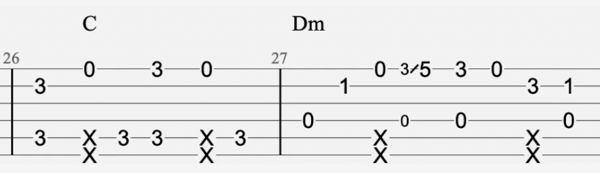 C Dm
26 27
0 3 0 0 3/5 3 0
3 1 3 1
0 0 0 0
3 X 3 3 X 3 X X
X X X X